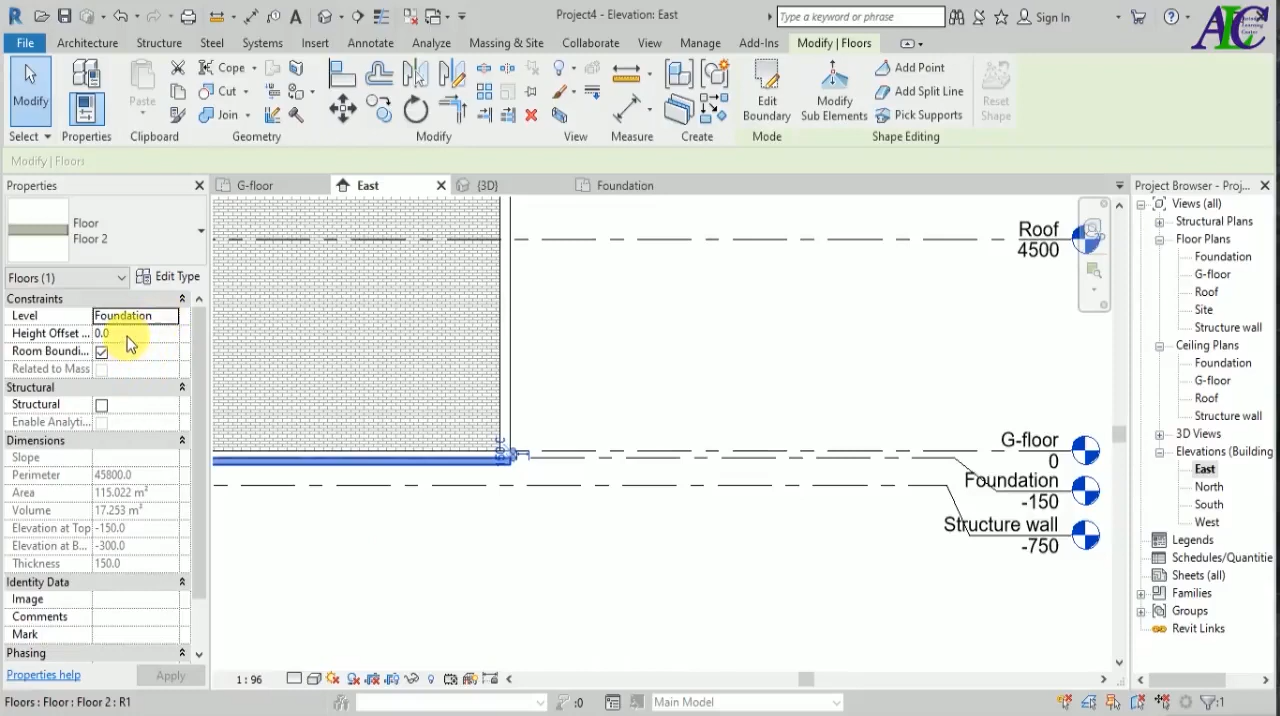 Project4 - Elevation: East
Type a keyword or phrase
Sign In
ALC
File
Architecture
Structure
Steel
Systems
Insert
Annotate
Analyze
Massing & Site
Collaborate
View
Manage
Add-Ins
Modify | Floors
Modify
Select
Properties
Paste
Clipboard
Cope
Cut
Join
Geometry
Modify
View
Measure
Create
Edit
Boundary
Mode
Modify
Sub Elements
Add Point
Add Split Line
Pick Supports
Shape Editing
Reset
Shape
Modify | Floors
Properties
Floor
Floor 2
Floors (1)
Edit Type
Constraints
Level Foundation
Height Offset ... 0.0
Room Boundi...
Related to Mass
Structural
Structural
Enable Analyti...
Dimensions
Slope
Perimeter 45800.0
Area 115.022 m²
Volume 17.253 m³
Elevation at Top -150.0
Elevation at B... -300.0
Thickness 150.0
Identity Data
Image
Comments
Mark
Phasing
Properties help
Apply
G-floor
East
{3D}
Foundation
Roof
4500
G-floor
0
Foundation
-150
Structure wall
-750
1 : 96
Project Browser - Proj...
Views (all)
Structural Plans
Floor Plans
Foundation
G-floor
Roof
Site
Structure wall
Ceiling Plans
Foundation
G-floor
Roof
Structure wall
3D Views
Elevations (Building
East
North
South
West
Legends
Schedules/Quantitie
Sheets (all)
Families
Groups
Revit Links
Floors : Floor : Floor 2 : R1
:0
Main Model
:1